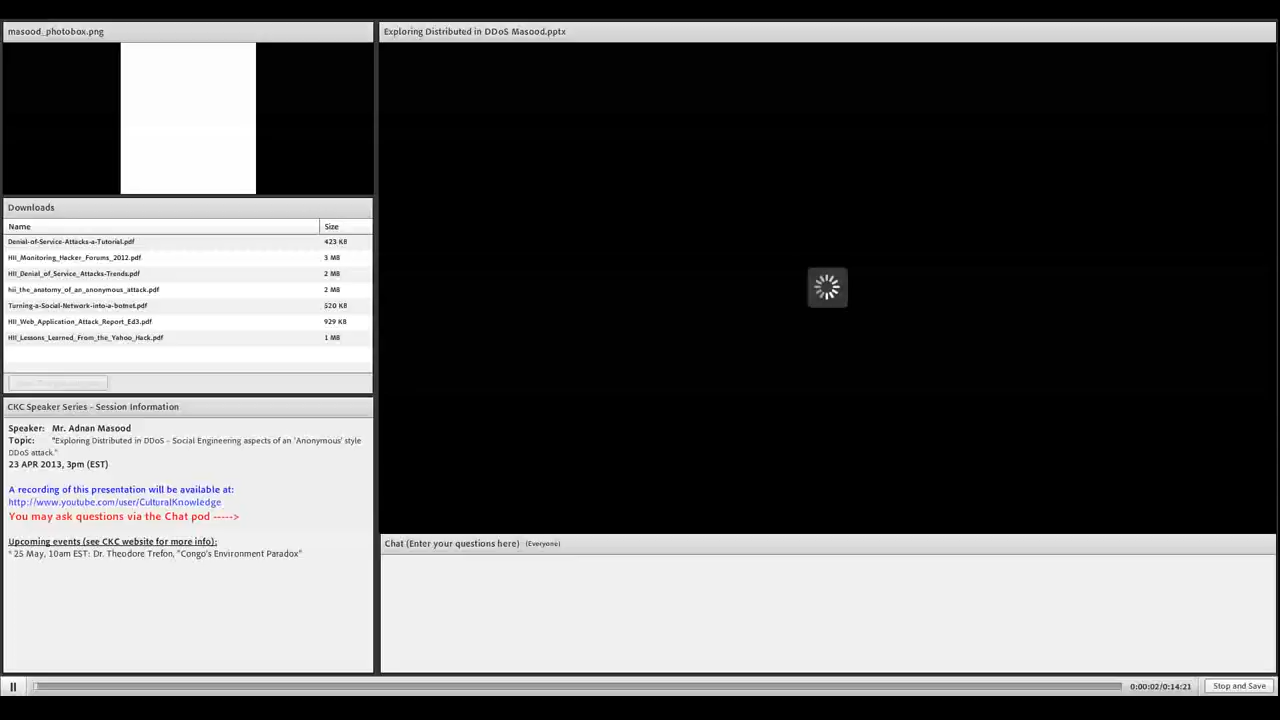 masood_photobox.png
Exploring Distributed in DDoS Masood.pptx
Downloads
Name Size
Denial-of-Service-Attacks-a-Tutorial.pdf 423 KB
HII_Monitoring_Hacker_Forums_2012.pdf 3 MB
HII_Denial_of_Service_Attacks-Trends.pdf 2 MB
hii_the_anatomy_of_an_anonymous_attack.pdf 2 MB
Turning-a-Social-Network-into-a-botnet.pdf 520 KB
HII_Web_Application_Attack_Report_Ed3.pdf 929 KB
HII_Lessons_Learned_From_the_Yahoo_Hack.pdf 1 MB
CKC Speaker Series - Session Information
Speaker: Mr. Adnan Masood
Topic: "Exploring Distributed in DDoS - Social Engineering aspects of an 'Anonymous' style
DDoS attack."
23 APR 2013, 3pm (EST)
A recording of this presentation will be available at:
http://www.youtube.com/user/CulturalKnowledge
You may ask questions via the Chat pod ----->
Upcoming events (see CKC website for more info):
* 25 May, 10am EST: Dr. Theodore Trefon, "Congo's Environment Paradox"
Chat (Enter your questions here) (Everyone)
0:00:02/0:14:21
Stop and Save